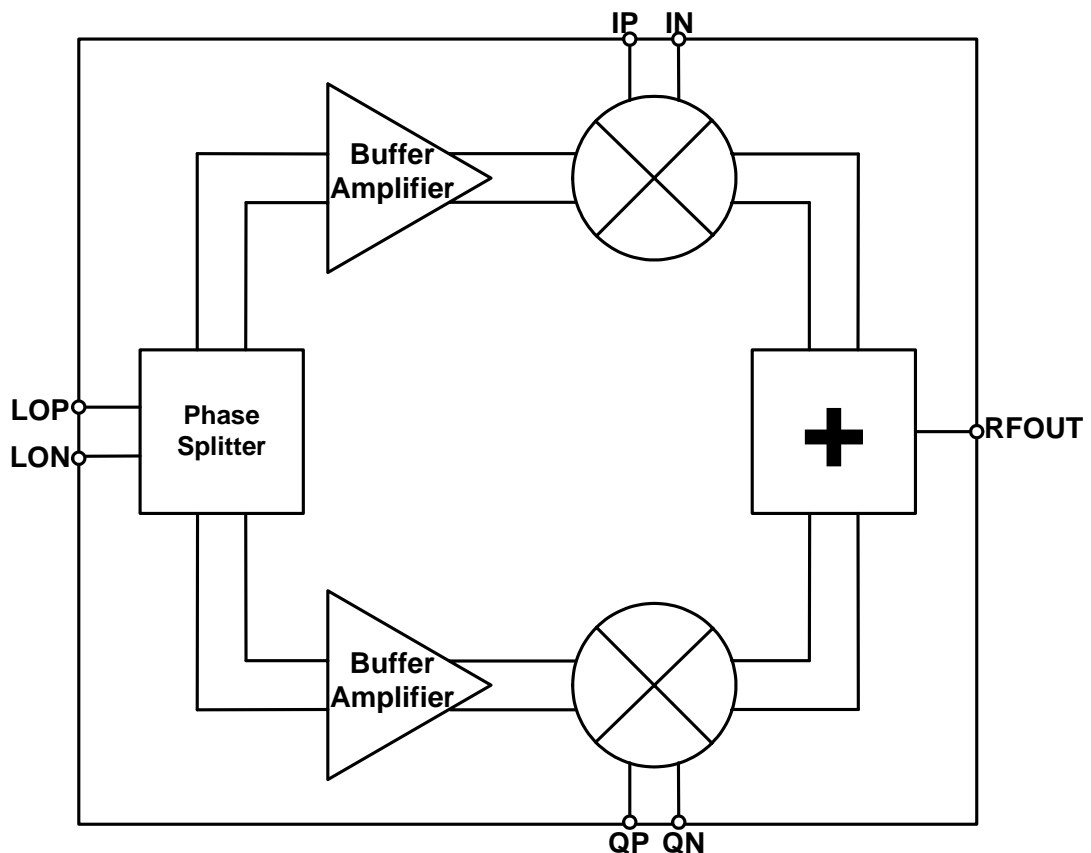 IP IN
Buffer
Amplifier
LOP
LON
Phase
Splitter
+
RFOUT
Buffer
Amplifier
QP QN